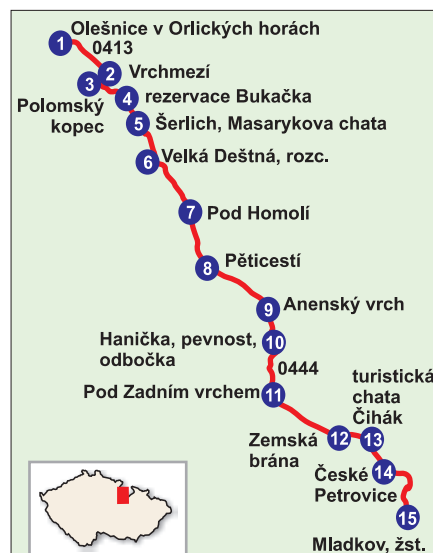 1 Olešnice v Orlických horách
0413
2 Vrchmezí
3
Polomský
kopec
4 rezervace Bukačka
5 Šerlich, Masarykova chata
6 Velká Deštná, rozc.
7 Pod Homolí
8 Pěticestí
9 Anenský vrch
Hanička, pevnost, 10
odbočka
0444
Pod Zadním vrchem 11
turistická
chata
Čihák
Zemská 12 13
brána
České 14
Petrovice
15
Mladkov, žst.